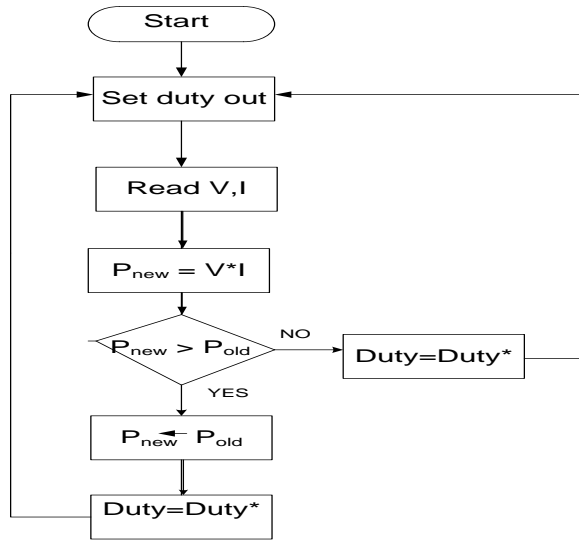 Start
Set duty out
Read V,I
Pnew = V*I
Pnew > Pold
NO
Duty=Duty*
YES
Pnew ← Pold
Duty=Duty*